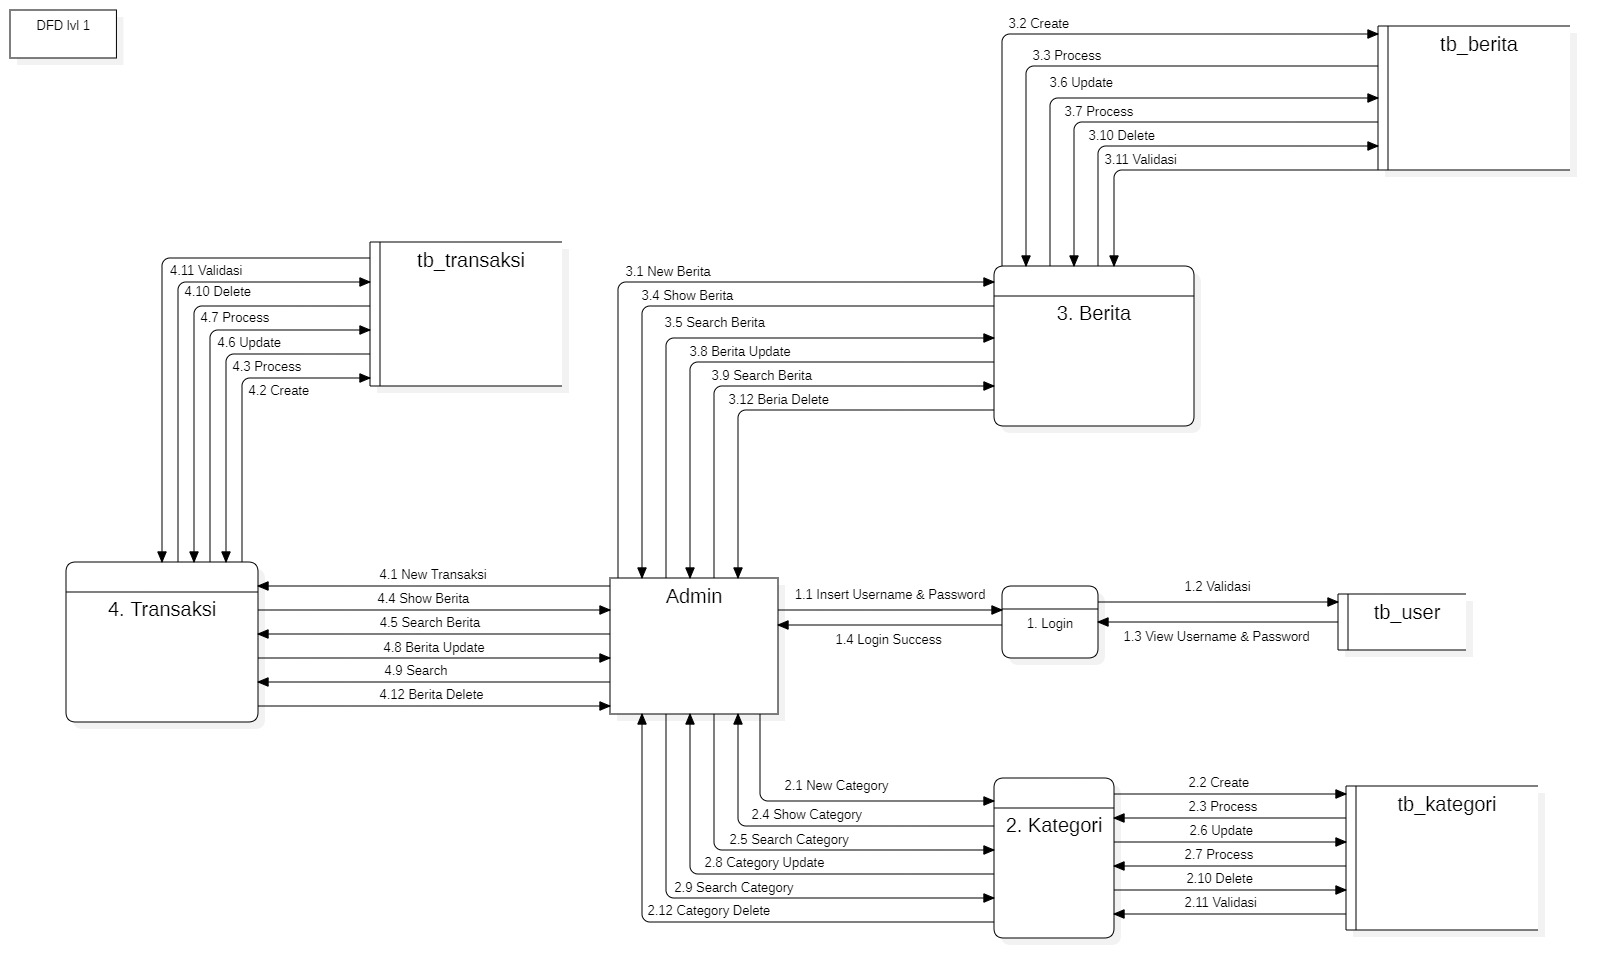 DFD lvl 1
3.2 Create
3.3 Process
3.6 Update
3.7 Process
3.10 Delete
3.11 Validasi
tb_berita
tb_transaksi
4.11 Validasi
4.10 Delete
4.7 Process
4.6 Update
4.3 Process
4.2 Create
3.1 New Berita
3.4 Show Berita
3.5 Search Berita
3.8 Berita Update
3.9 Search Berita
3.12 Beria Delete
3. Berita
4. Transaksi
4.1 New Transaksi
4.4 Show Berita
4.5 Search Berita
4.8 Berita Update
4.9 Search
4.12 Berita Delete
Admin
1.1 Insert Username & Password
1.4 Login Success
1. Login
1.2 Validasi
1.3 View Username & Password
tb_user
2.1 New Category
2.4 Show Category
2.5 Search Category
2.8 Category Update
2.9 Search Category
2.12 Category Delete
2. Kategori
2.2 Create
2.3 Process
2.6 Update
2.7 Process
2.10 Delete
2.11 Validasi
tb_kategori